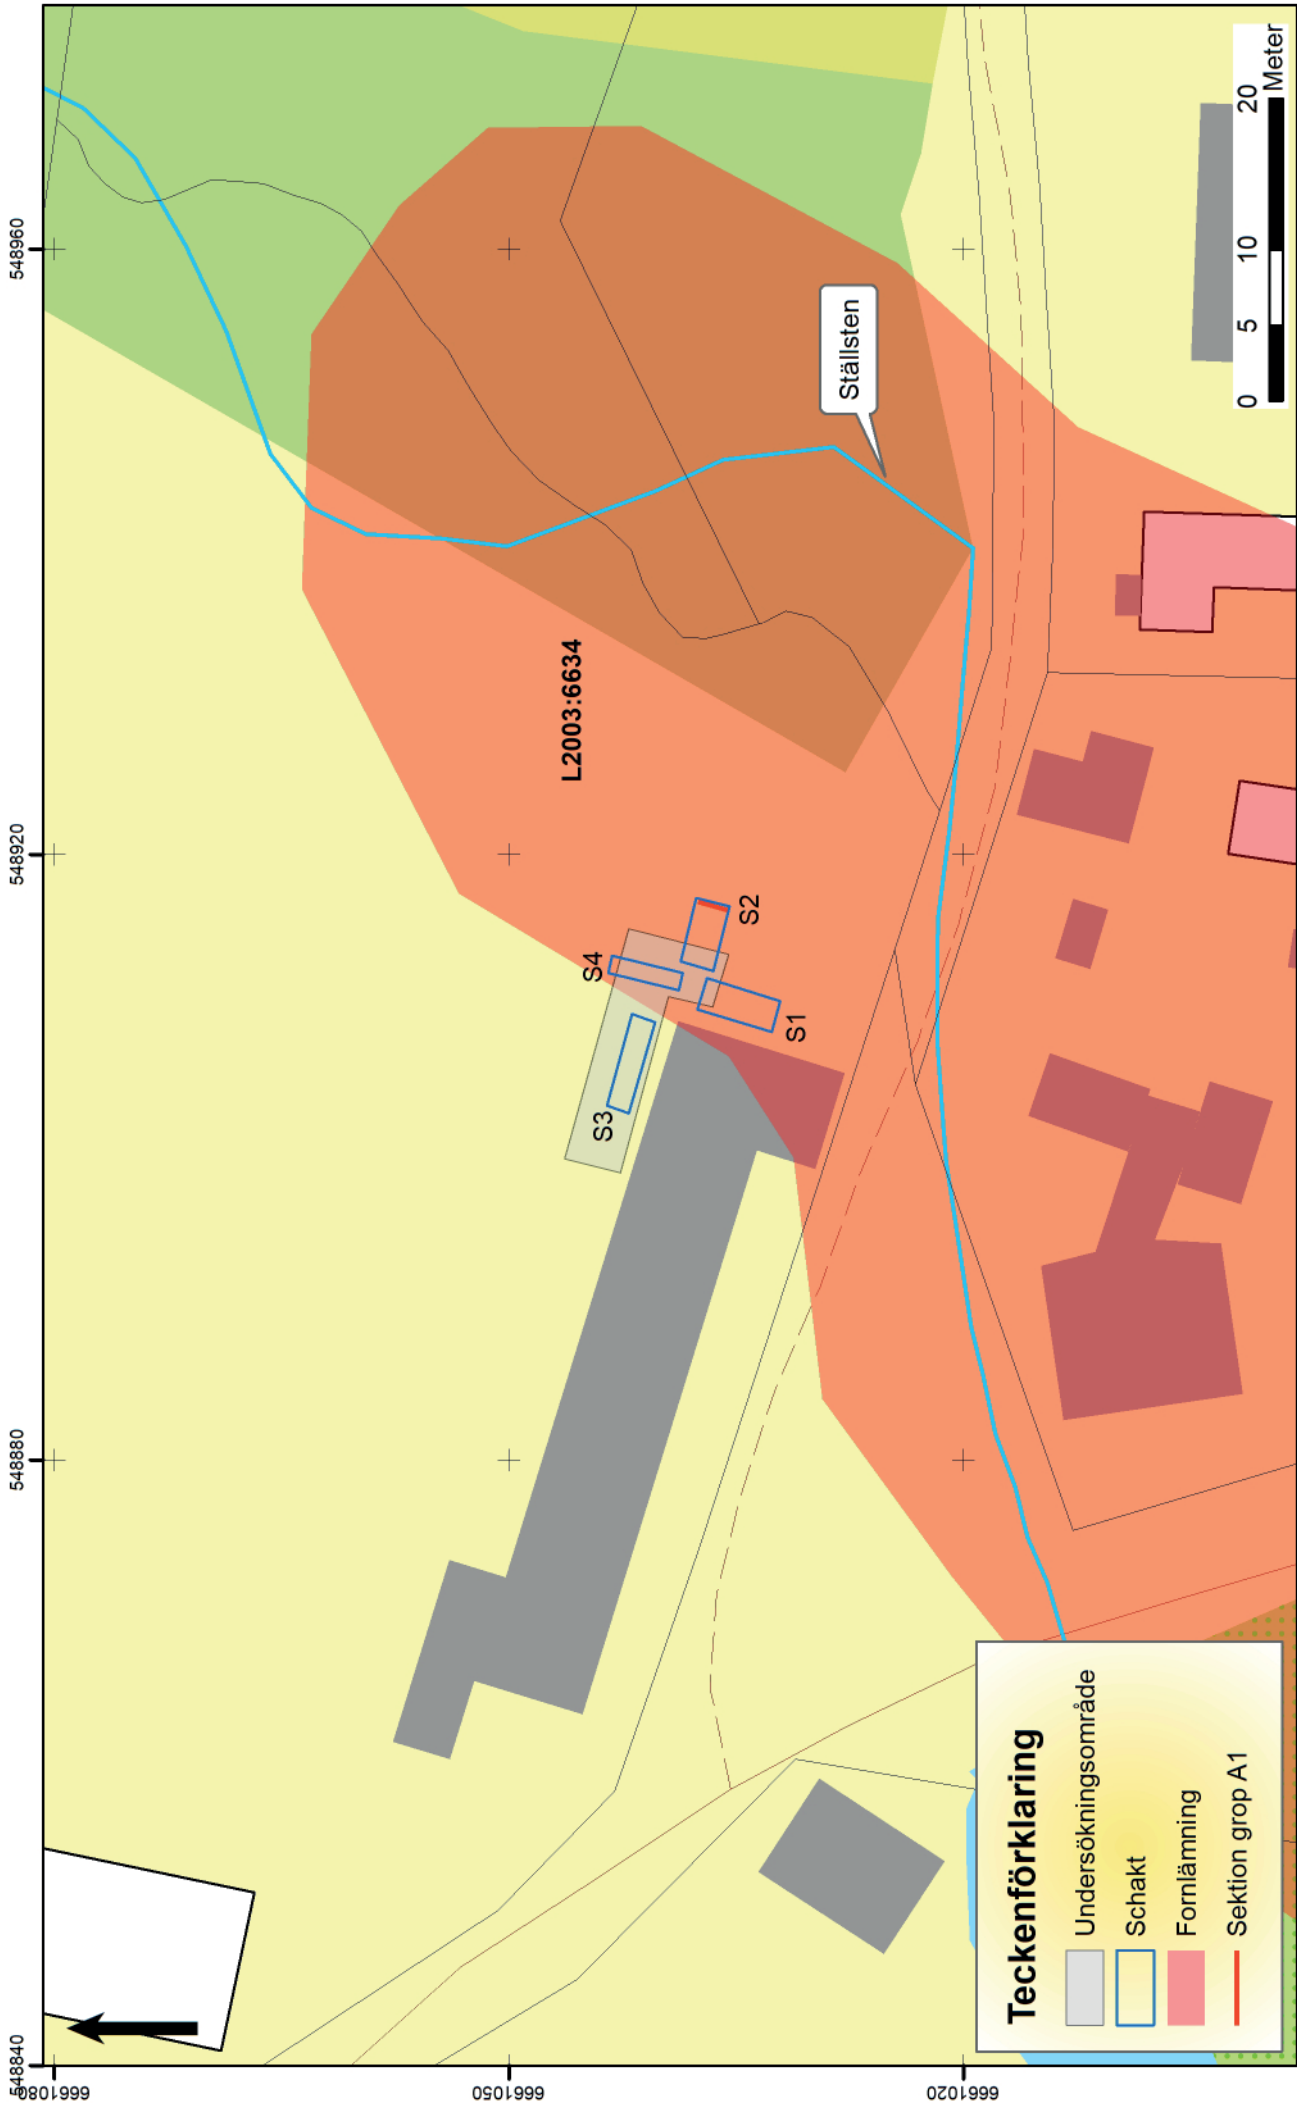 548840
548880
548920
548960
6661080
6661050
6661020
L2003:6634
Ställsten
S4
S2
S3
S1
Teckenförklaring
Undersökningsområde
Schakt
Fornlämning
Sektion grop A1
0 5 10 20
Meter